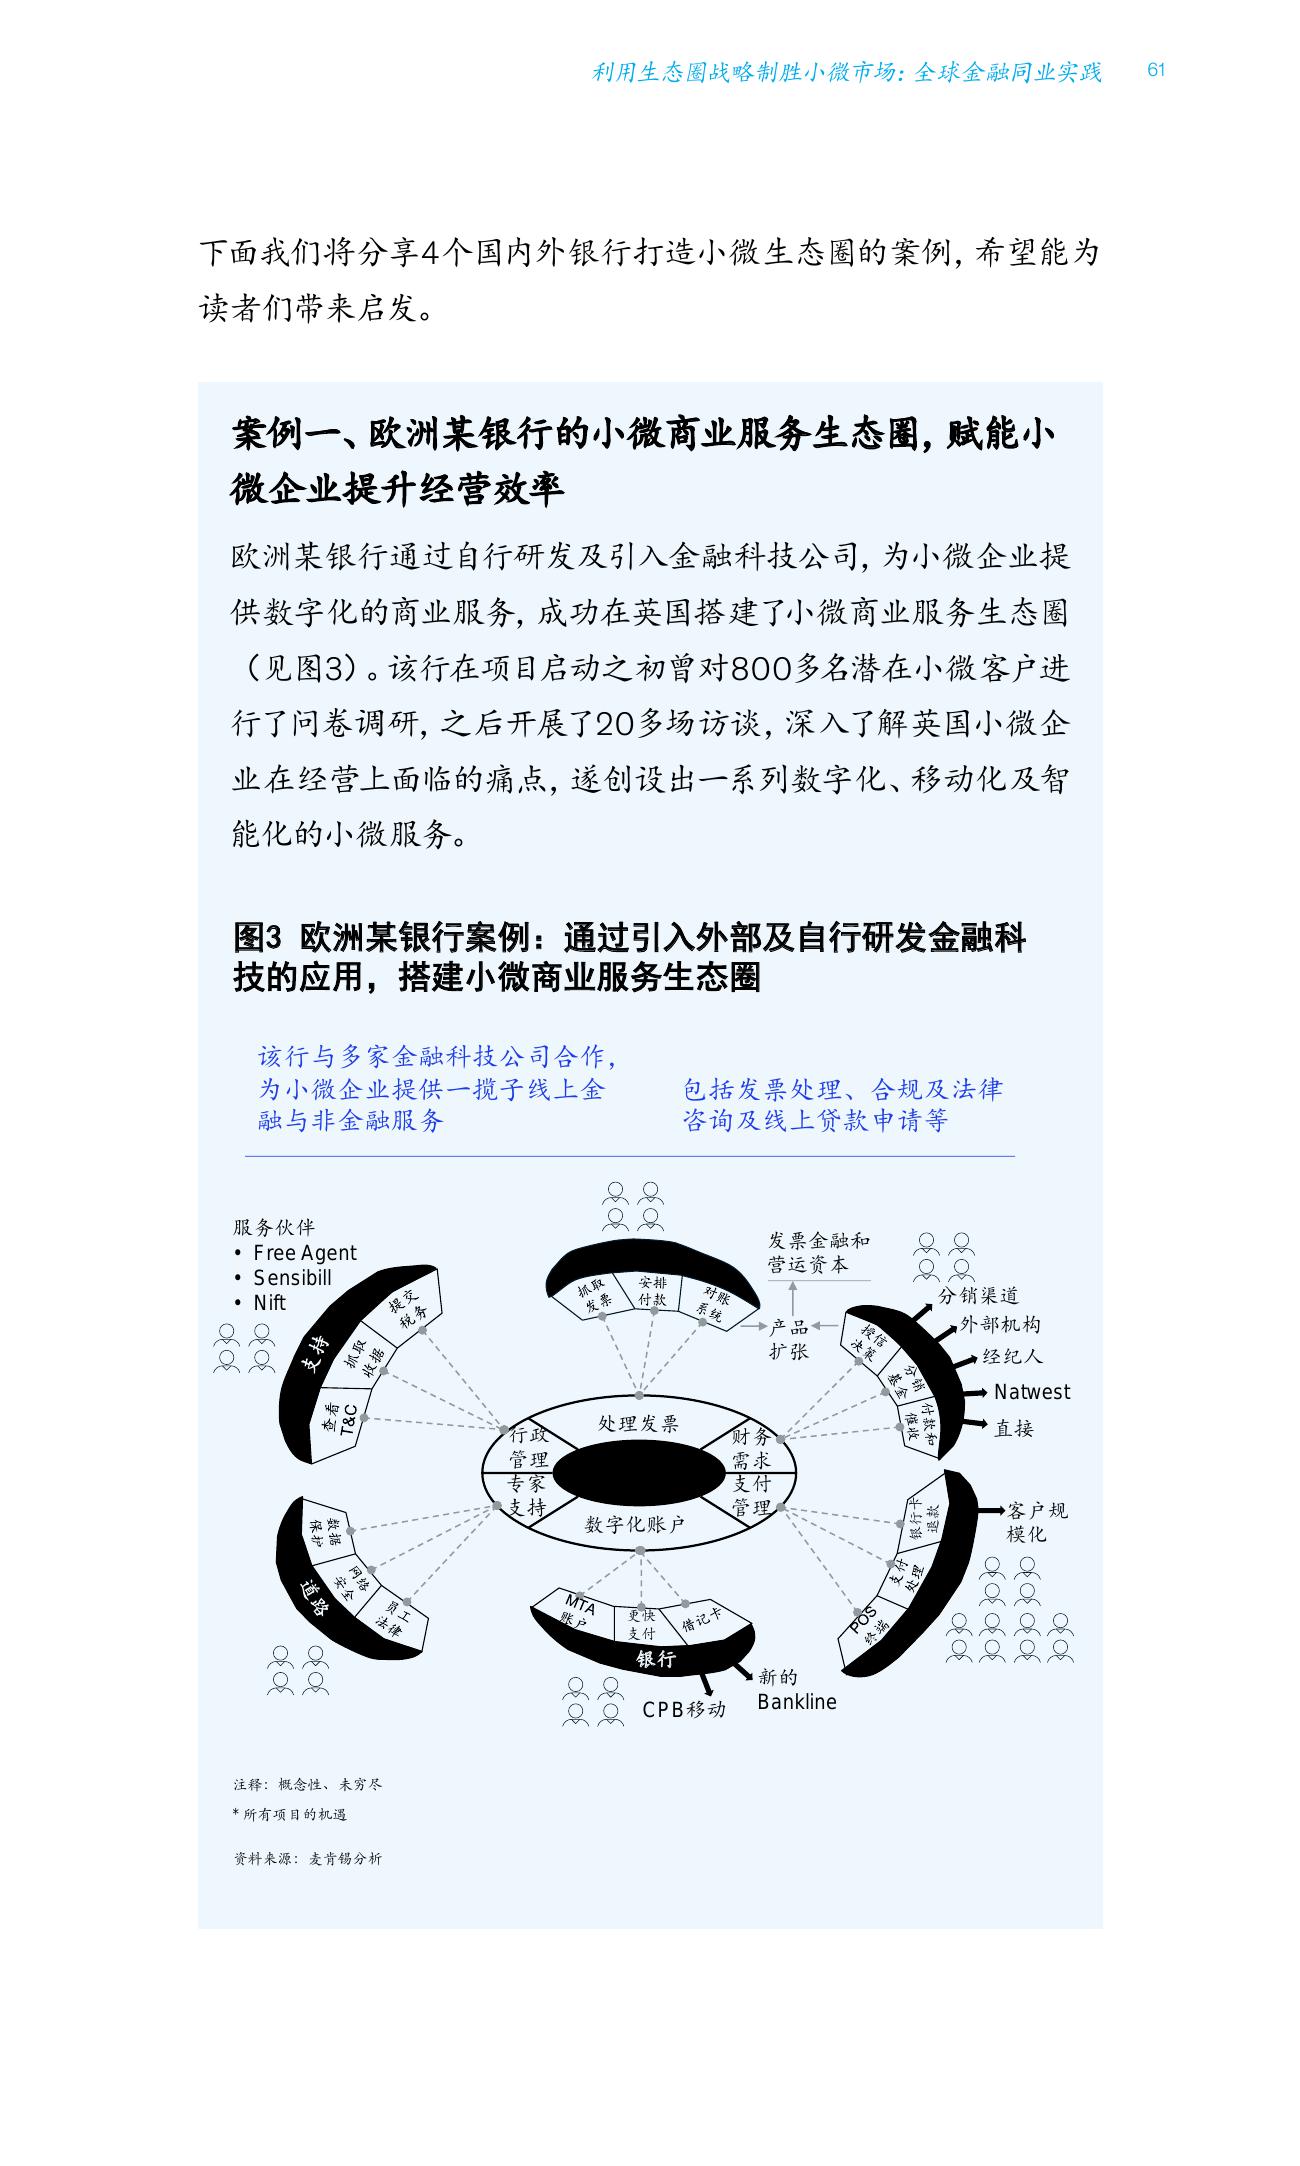 利用生态圈战略制胜小微市场：全球金融同业实践 61
下面我们将分享4个国内外银行打造小微生态圈的案例，希望能为
读者们带来启发。
案例一、欧洲某银行的小微商业服务生态圈，赋能小
微企业提升经营效率
欧洲某银行通过自行研发及引入金融科技公司，为小微企业提
供数字化的商业服务，成功在英国搭建了小微商业服务生态圈
（见图3）。该行在项目启动之初曾对800多名潜在小微客户进
行了问卷调研，之后开展了20多场访谈，深入了解英国小微企
业在经营上面临的痛点，遂创设出一系列数字化、移动化及智
能化的小微服务。
图3 欧洲某银行案例：通过引入外部及自行研发金融科
技的应用，搭建小微商业服务生态圈
该行与多家金融科技公司合作，
为小微企业提供一揽子线上金
融与非金融服务
包括发票处理、合规及法律
咨询及线上贷款申请等
服务伙伴
• Free Agent
• Sensibill
• Nift
支持
提交
税务
抓取
收据
查看
T&C
抓取
发票
安排
付款
对账
系统
发票金融和
营运资本
产品
扩张
授信
决策
分销
基金
付款和
催收
分销渠道
外部机构
经纪人
Natwest
直接
处理发票
行政
管理
专家
支持
财务
需求
支付
管理
数字化账户
银行卡
退款
支付
处理
POS
终端
客户规
模化
道路
数据
保护
网络
安全
员工
法律
MTA
账户
更快
支付
借记卡
银行
CPB移动
新的
Bankline
注释：概念性、未穷尽
* 所有项目的机遇
资料来源：麦肯锡分析